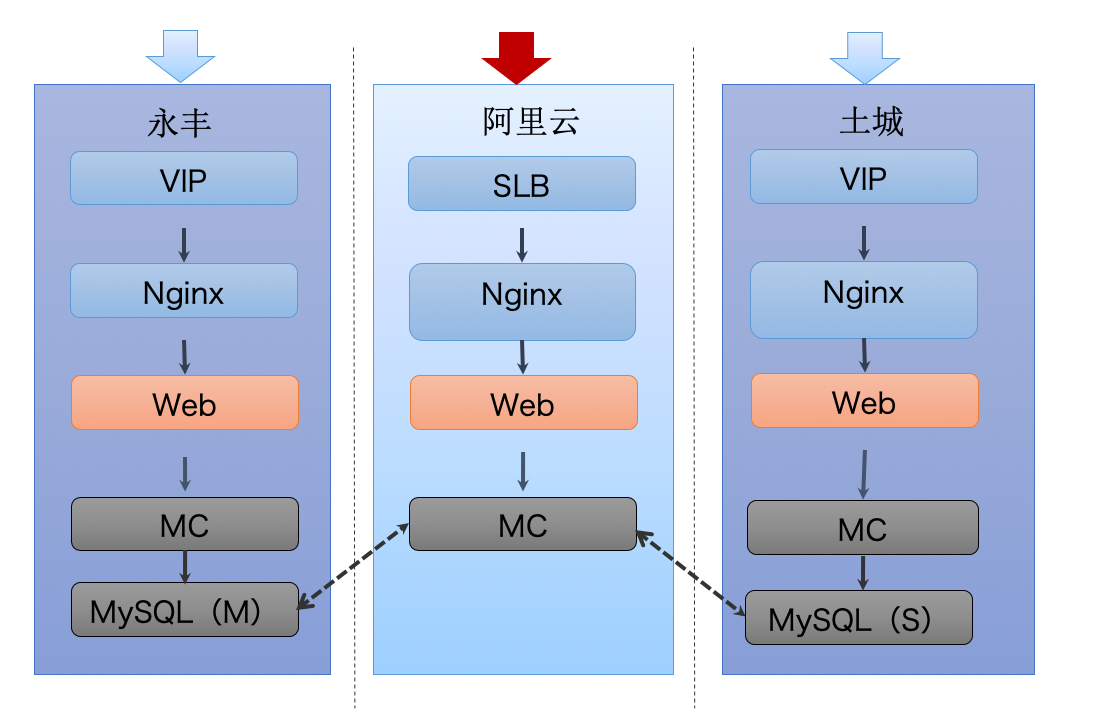 永丰
VIP
Nginx
Web
MC
MySQL（M）
阿里云
SLB
Nginx
Web
MC
土城
VIP
Nginx
Web
MC
MySQL（S）